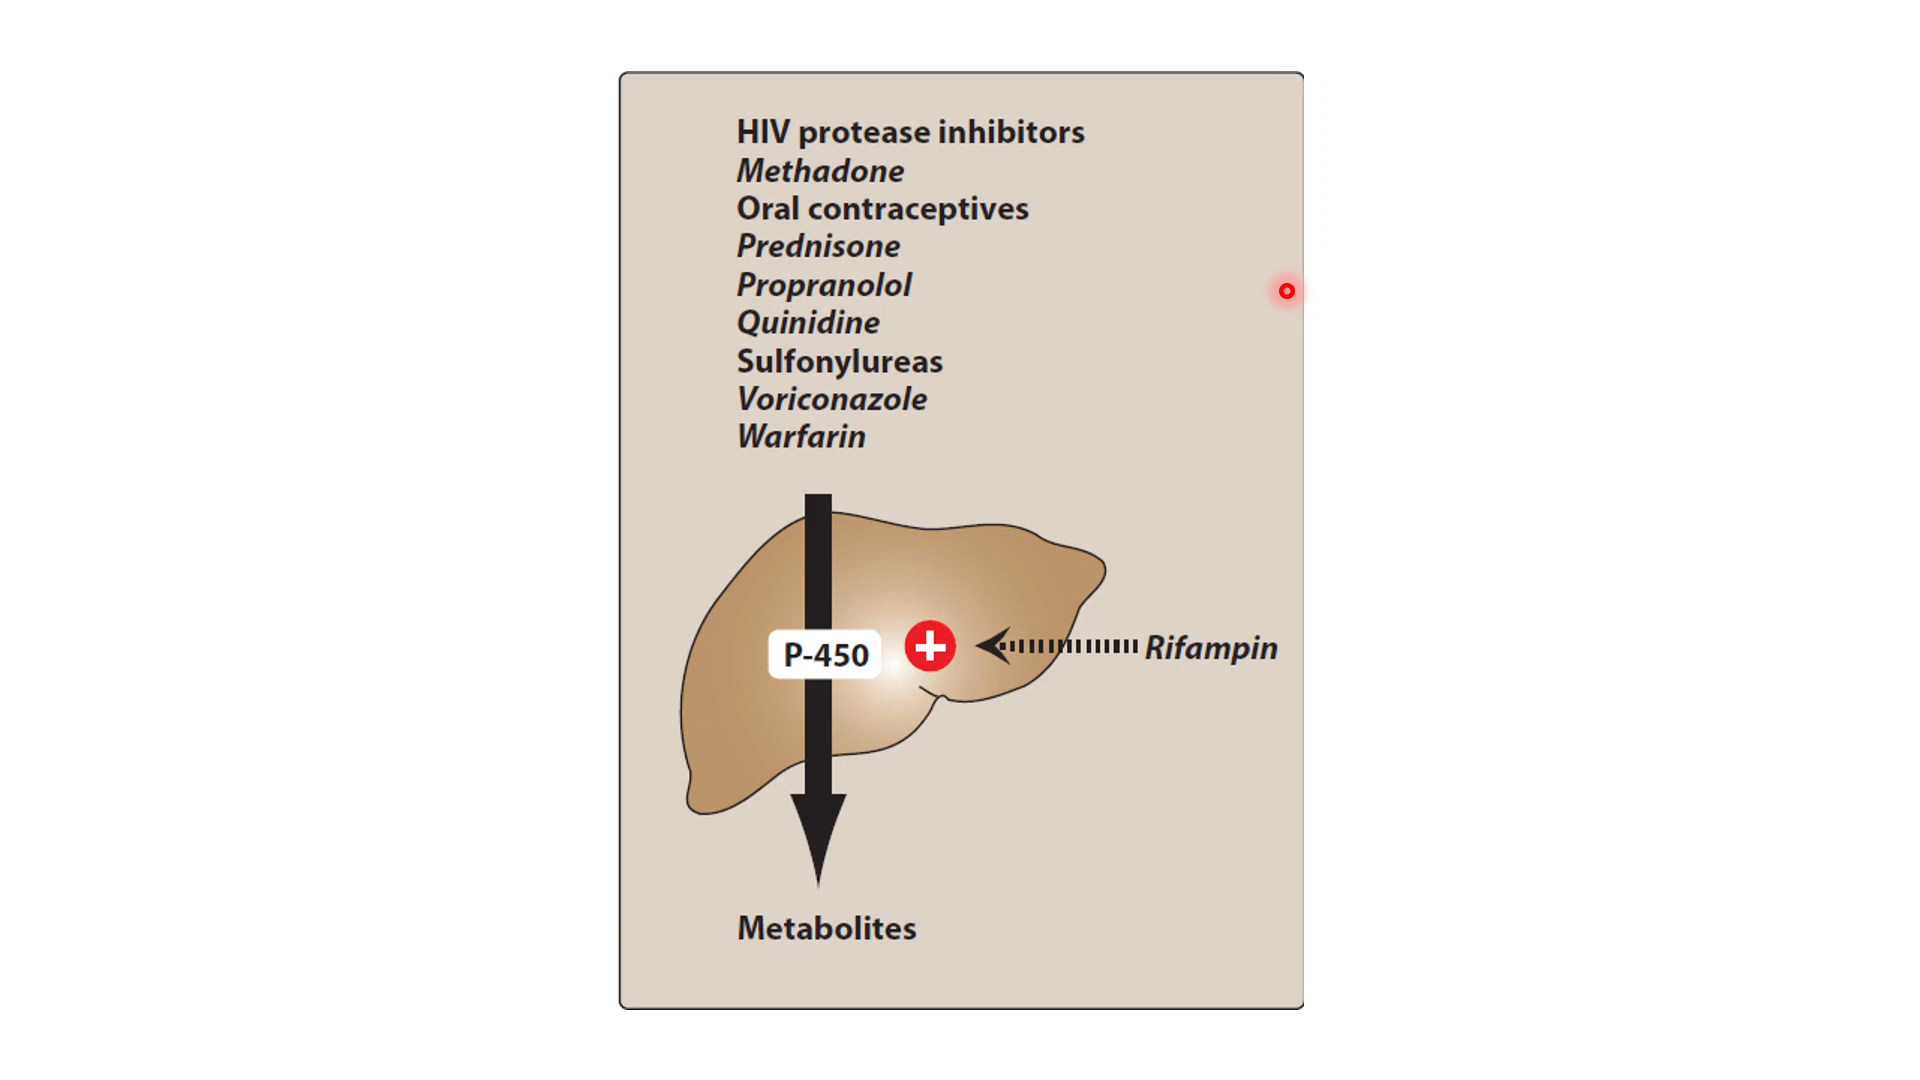 HIV protease inhibitors
Methadone
Oral contraceptives
Prednisone
Propranolol
Quinidine
Sulfonylureas
Voriconazole
Warfarin
P-450
Rifampin
Metabolites